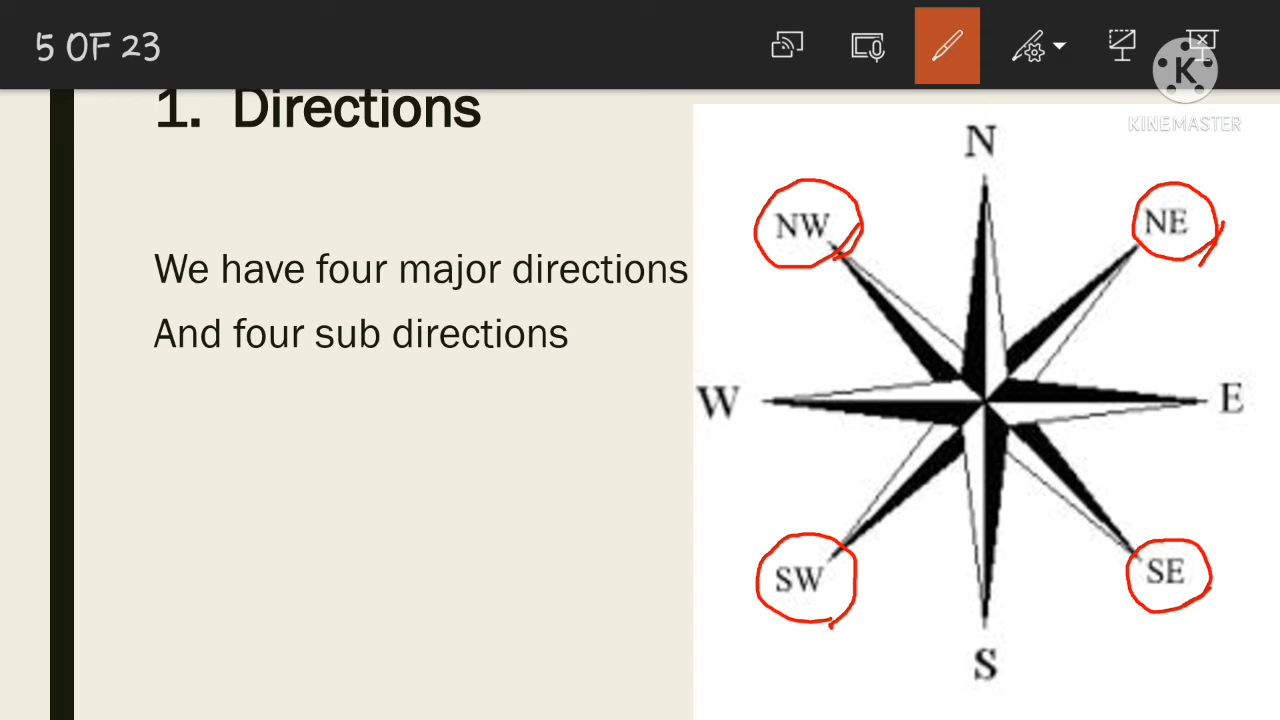 5 OF 23
K
KINEMASTER
1. Directions
N
NW
NE
We have four major directions
And four sub directions
W
E
SW
SE
S